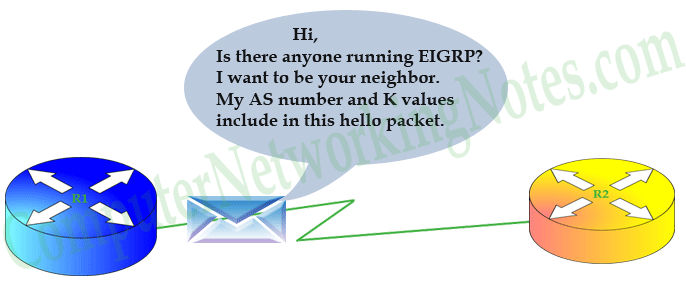 Hi,
Is there anyone running EIGRP?
I want to be your neighbor.
My AS number and K values
include in this hello packet.
R1
R2
ComputerNetworkingNotes.com